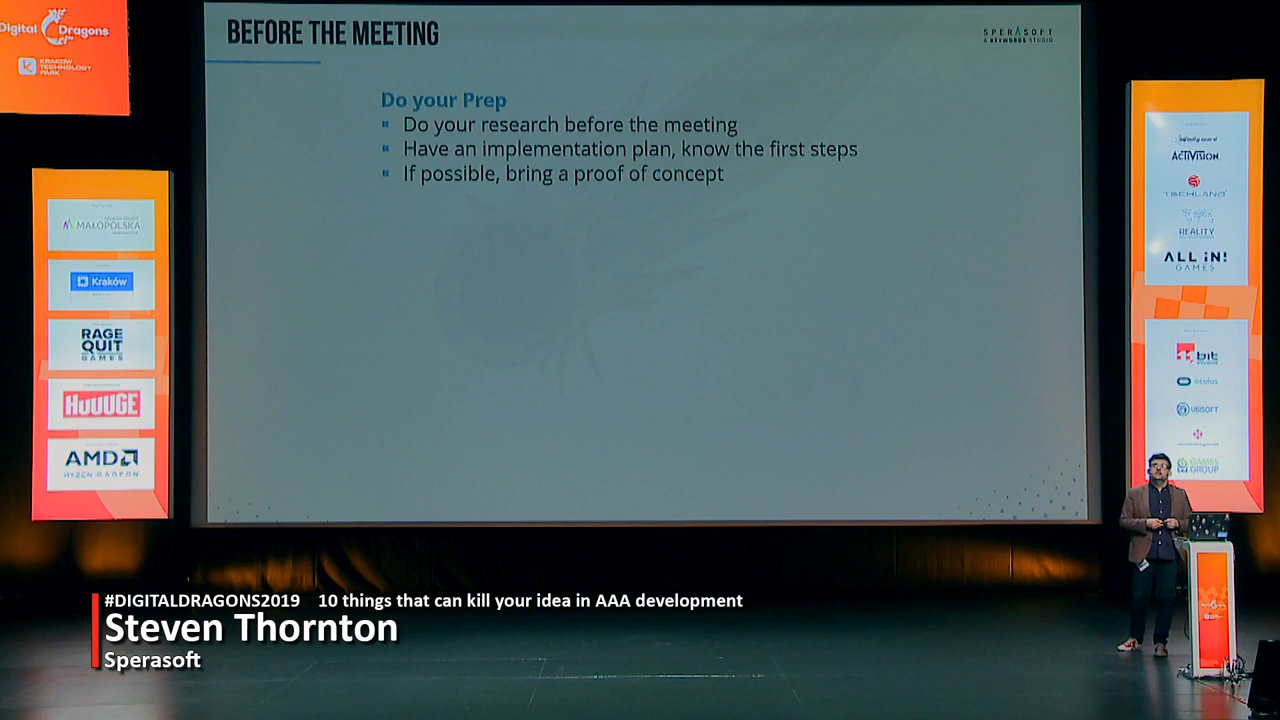 Digital Dragons
KRAKOW
TECHNOLOGY
PARK
BEFORE THE MEETING
SPERASOFT
A KEYWORDS STUDIO
Do your Prep
Do your research before the meeting
Have an implementation plan, know the first steps
If possible, bring a proof of concept
MAŁOPOLSKA
Kraków
RAGE
QUIT
GAMES
HUUUGE
AMD
RYZEN RADEON
ACTIVISION
TECHLAND
REALITY
ALL iN!
GAMES
11 bit
oculus
UBISOFT
GAMES
GROUP
#DIGITALDRAGONS2019 10 things that can kill your idea in AAA development
Steven Thornton
Sperasoft